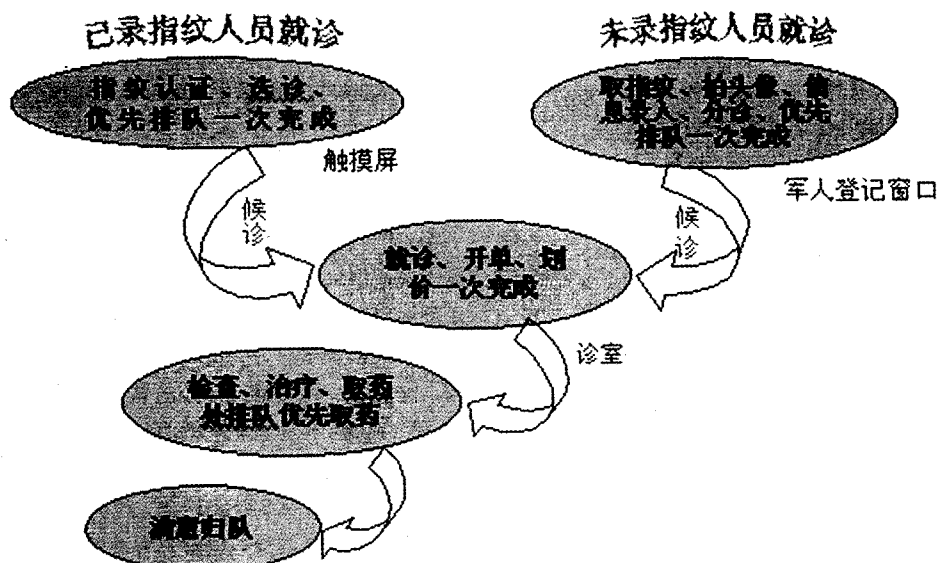 已录指纹人员就诊
未录指纹人员就诊
指纹认证、选诊、
优先排队一次完成
取指纹、拍头像、信
息录入、分诊、优先
排队一次完成
触摸屏
军人登记窗口
候
诊
候
诊
就诊、开单、划
价一次完成
诊室
检查、治疗、取药
处排队优先取药
满意归队